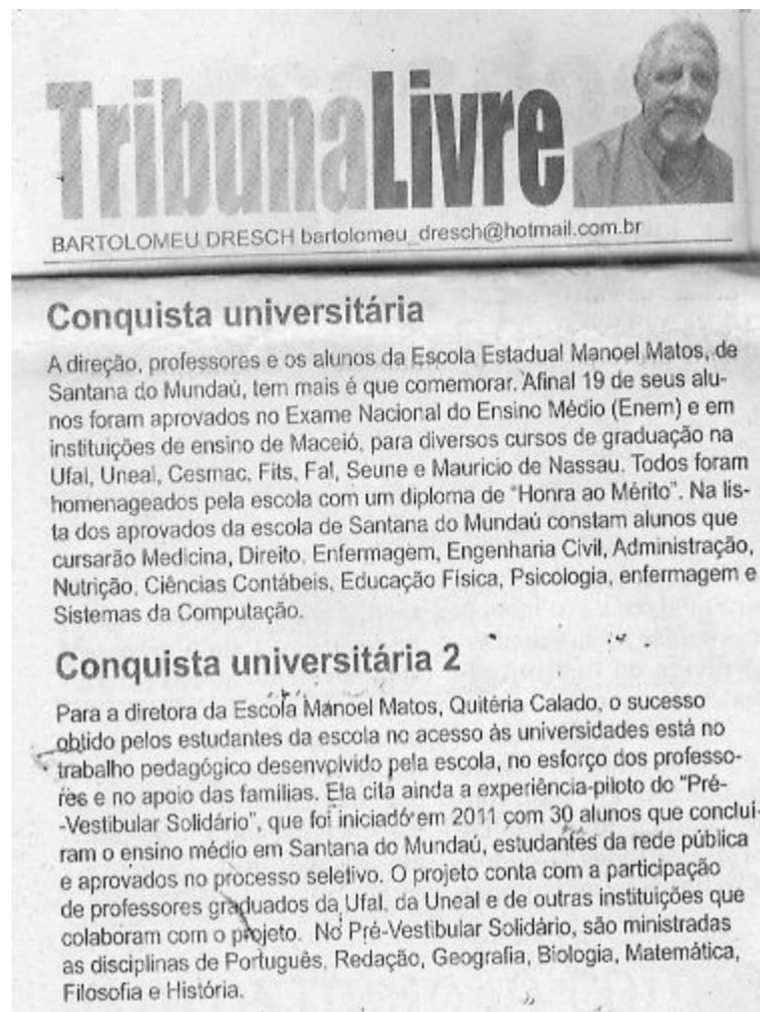 TribunaLivre
BARTOLOMEU DRESCH bartolomeu_dresch@hotmail.com.br
Conquista universitária
A direção, professores e os alunos da Escola Estadual Manoel Matos, de
Santana do Mundaú, tem mais é que comemorar. Afinal 19 de seus alu-
nos foram aprovados no Exame Nacional do Ensino Médio (Enem) e em
instituições de ensino de Maceió, para diversos cursos de graduação na
Ufal, Uneal, Cesmac, Fits, Fal, Seune e Mauricio de Nassau. Todos foram
homenageados pela escola com um diploma de "Honra ao Mérito". Na lis-
ta dos aprovados da escola de Santana do Mundaú constam alunos que
cursarão Medicina, Direito, Enfermagem, Engenharia Civil, Administração,
Nutrição, Ciências Contábeis, Educação Física, Psicologia, enfermagem e
Sistemas da Computação.
Conquista universitária 2
Para a diretora da Escola Manoel Matos, Quitéria Calado, o sucesso
obtido pelos estudantes da escola no acesso às universidades está no
trabalho pedagógico desenvolvido pela escola, no esforço dos professo-
res e no apoio das famílias. Ela cita ainda a experiência-piloto do "Pré-
-Vestibular Solidário", que foi iniciado em 2011 com 30 alunos que conclui-
ram o ensino médio em Santana do Mundaú, estudantes da rede pública
e aprovados no processo seletivo. O projeto conta com a participação
de professores graduados da Ufal, da Uneal e de outras instituições que
colaboram com o projeto. No Pré-Vestibular Solidário, são ministradas
as disciplinas de Português, Redação, Geografia, Biologia, Matemática,
Filosofia e História.